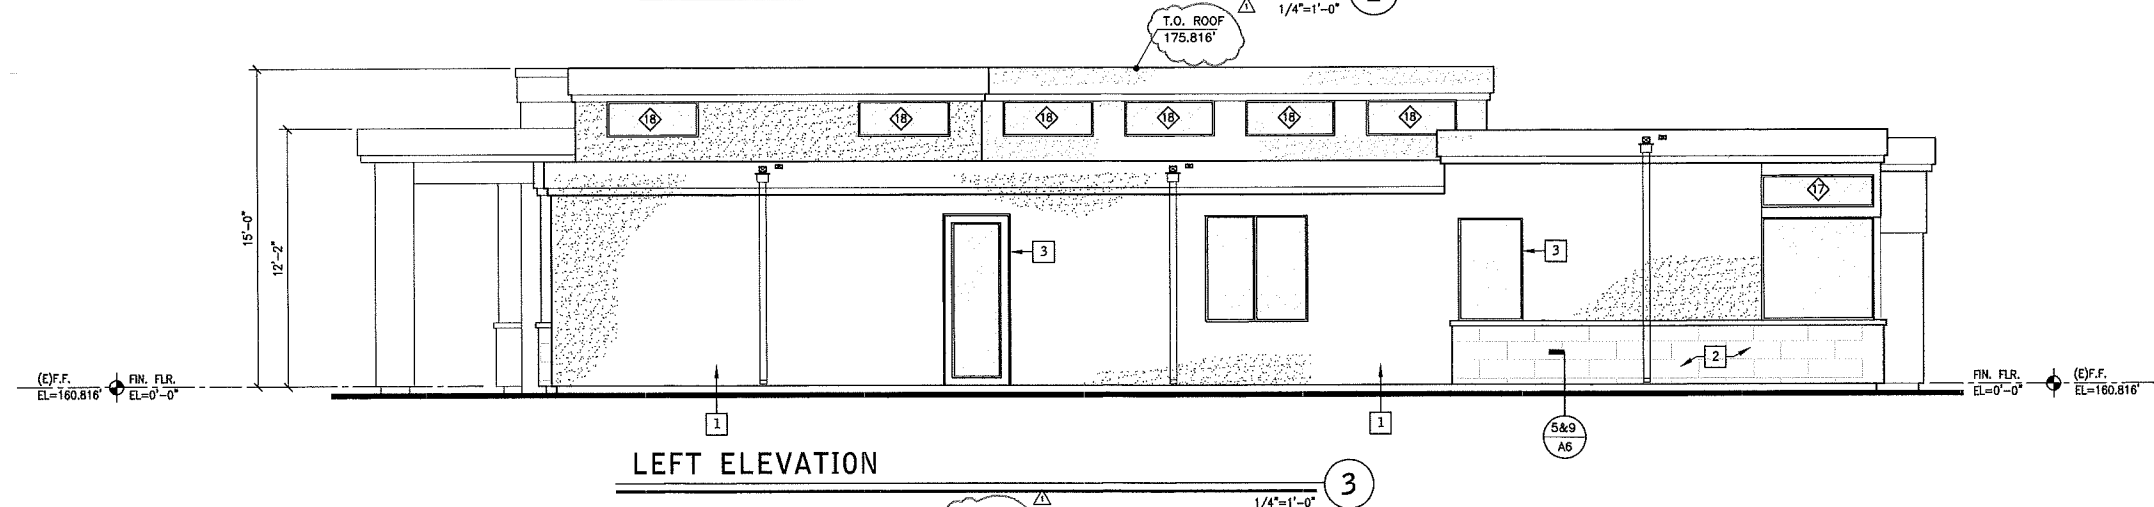 1
1/4"=1'-0"
T.O. ROOF
175.816'
18
18
18
18
18
18
17
15'-0"
12'-2"
3
3
2
(E)F.F.
EL=160.816'
FIN. FLR.
EL=0'-0"
FIN. FLR.
EL=0'-0"
(E)F.F.
EL=160.816'
1
1
5&9
A6
LEFT ELEVATION
3
1
1/4"=1'-0"